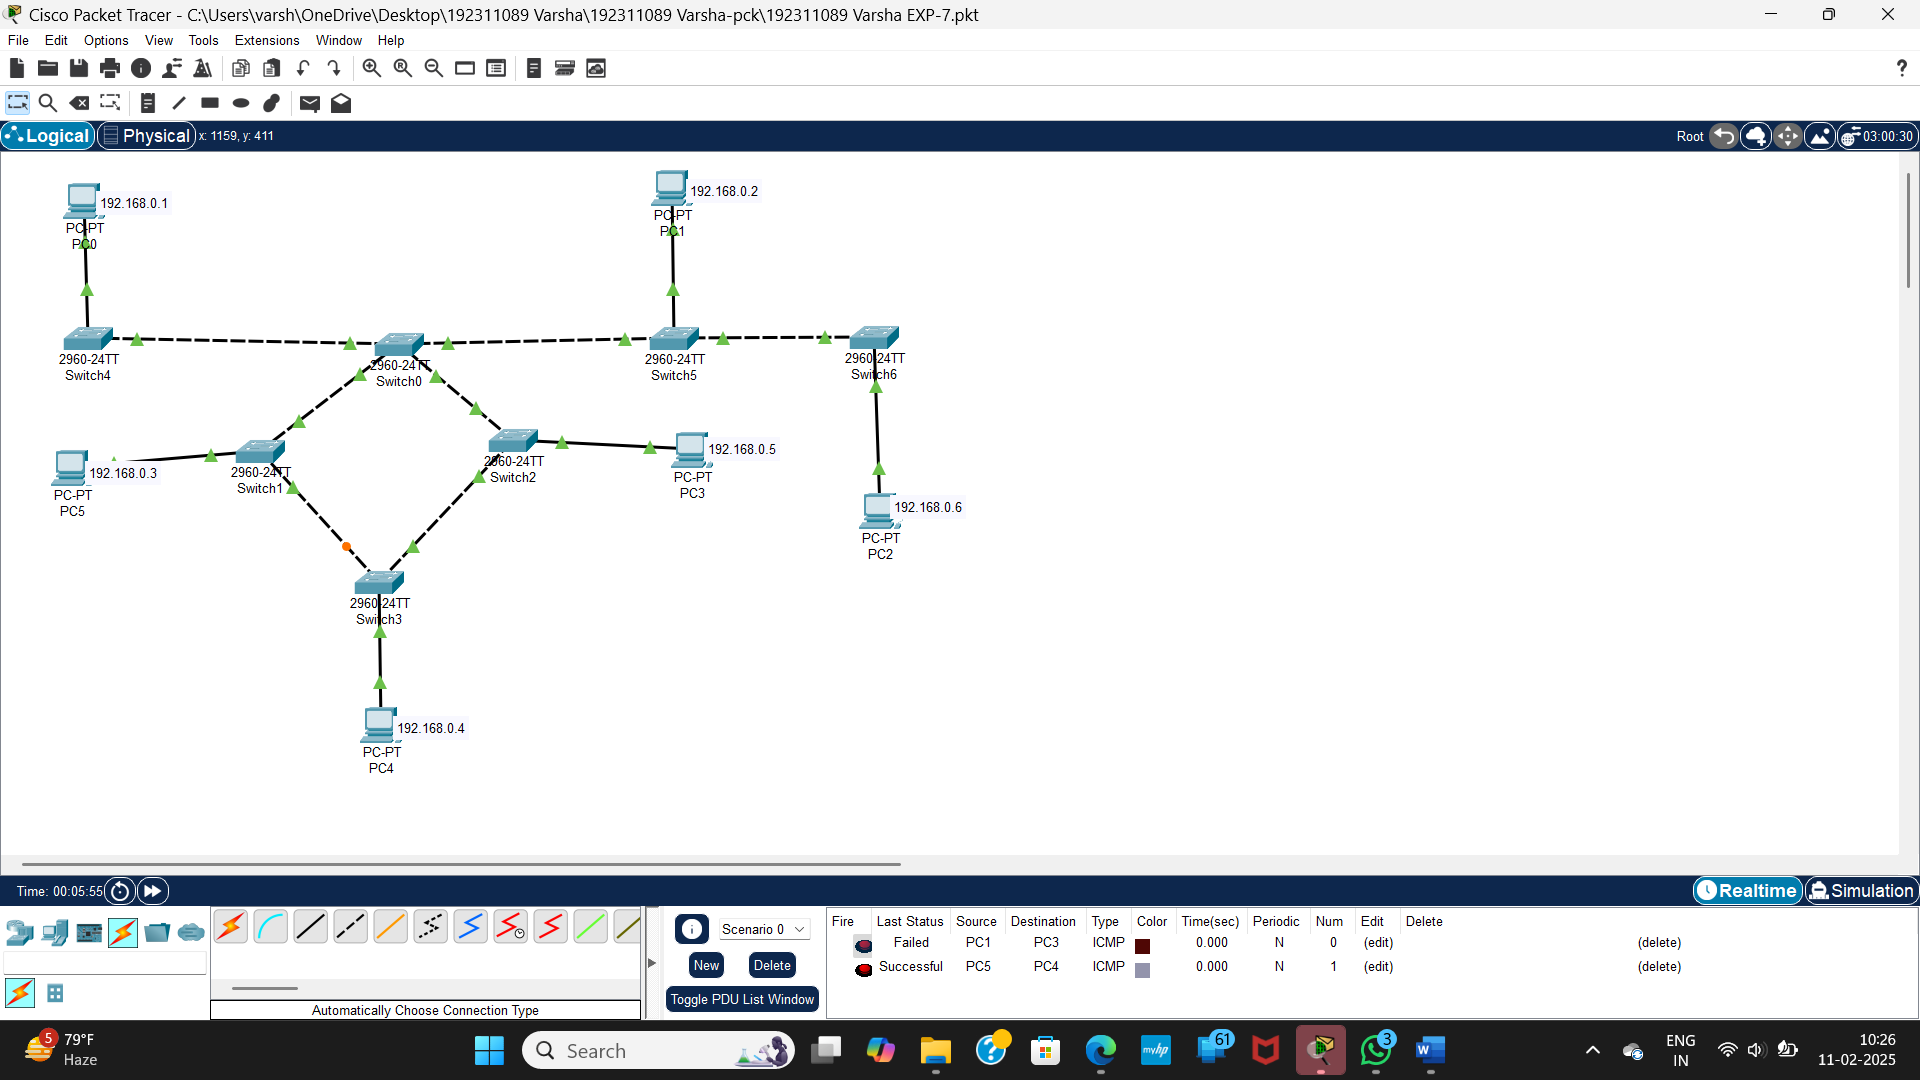 Cisco Packet Tracer - C:\Users\varsh\OneDrive\Desktop\192311089 Varsha\192311089 Varsha-pck\192311089 Varsha EXP-7.pkt
File Edit Options View Tools Extensions Window Help
?
Logical Physical x: 1159, y: 411 Root 03:00:30
192.168.0.1
PC-PT
PC0
192.168.0.2
PC-PT
PC1
2960-24TT
Switch4
2960-24TT
Switch0
2960-24TT
Switch5
2960-24TT
Switch6
192.168.0.3
PC-PT
PC5
2960-24TT
Switch1
2960-24TT
Switch2
192.168.0.5
PC-PT
PC3
192.168.0.6
PC-PT
PC2
2960-24TT
Switch3
192.168.0.4
PC-PT
PC4
Time: 00:05:55 Realtime Simulation
Automatically Choose Connection Type
Scenario 0
New Delete
Toggle PDU List Window
Fire Last Status Source Destination Type Color Time(sec) Periodic Num Edit Delete
Failed PC1 PC3 ICMP 0.000 N 0 (edit) (delete)
Successful PC5 PC4 ICMP 0.000 N 1 (edit) (delete)
5
79°F
Haze
Search
myhp
61
3
W
ENG
IN
10:26
11-02-2025